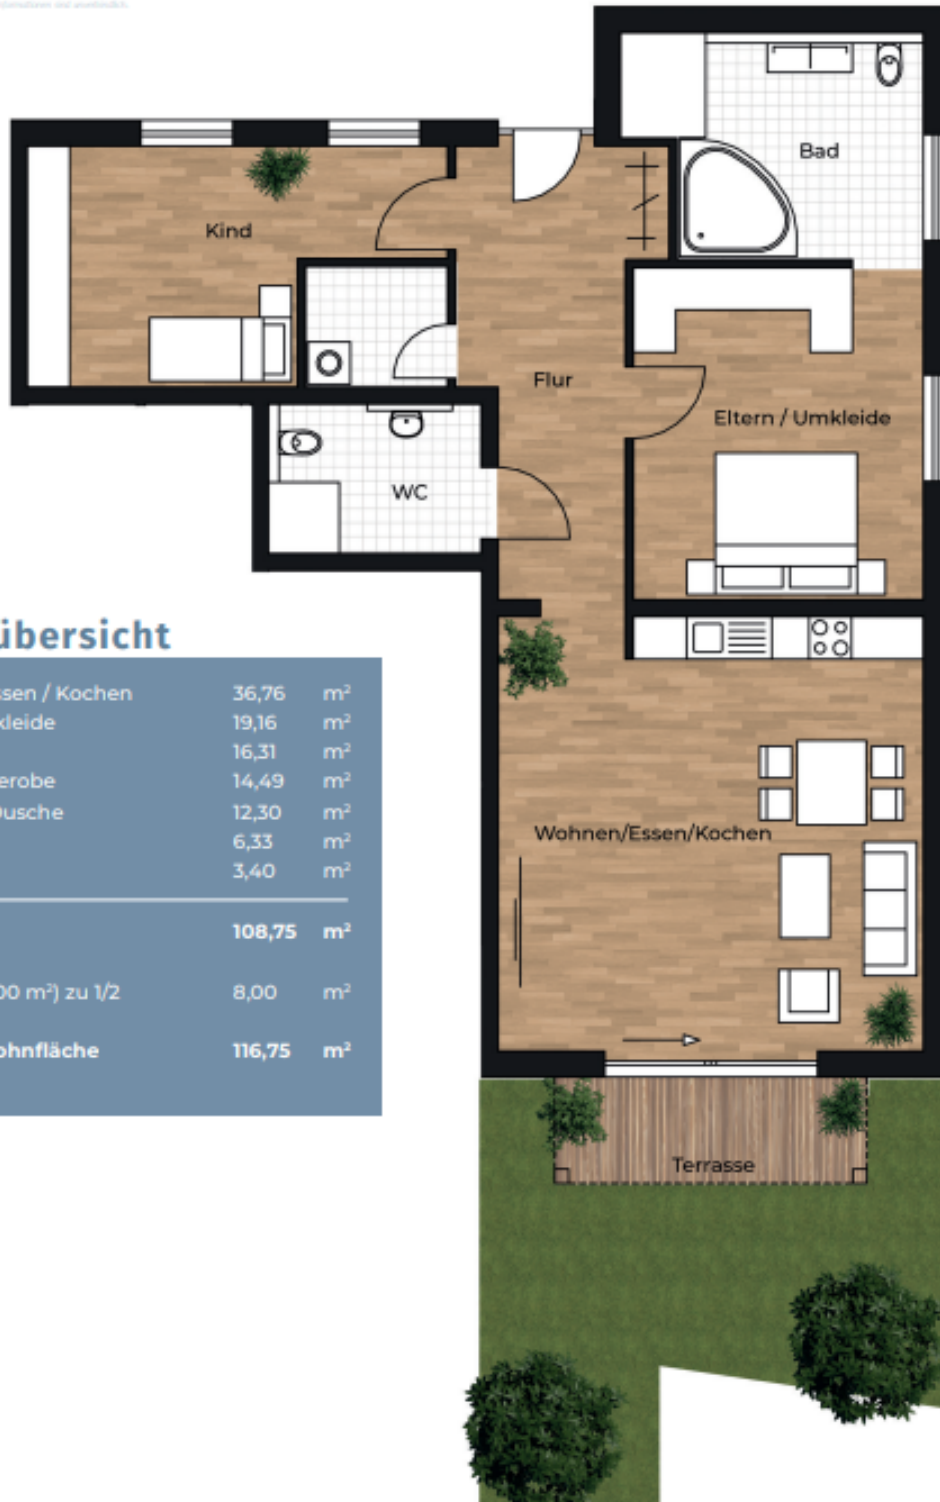 Bad
Kind
Flur
Eltern / Umkleide
WC
übersicht
ssen / Kochen 36,76 m²
kleide 19,16 m²
16,31 m²
erobe 14,49 m²
Dusche 12,30 m²
6,33 m²
3,40 m²
108,75 m²
00 m²) zu 1/2 8,00 m²
ohnfläche 116,75 m²
Wohnen/Essen/Kochen
Terrasse